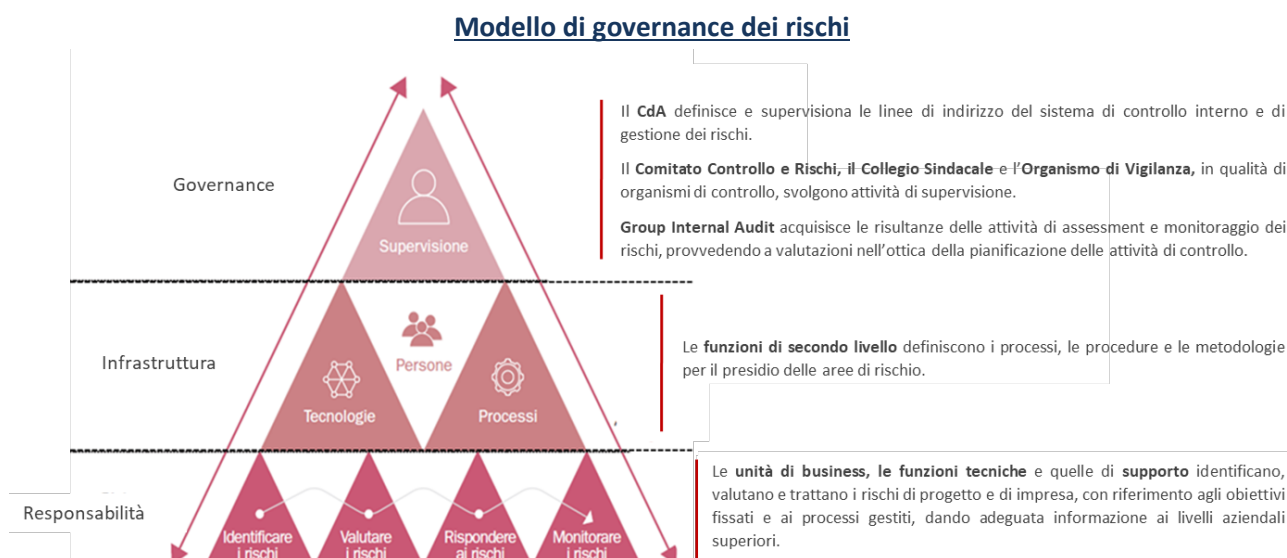 Modello di governance dei rischi
Governance
Supervisione
Il CdA definisce e supervisiona le linee di indirizzo del sistema di controllo interno e di
gestione dei rischi.
Il Comitato Controllo e Rischi, il Collegio Sindacale e l'Organismo di Vigilanza, in qualità di
organismi di controllo, svolgono attività di supervisione.
Group Internal Audit acquisisce le risultanze delle attività di assessment e monitoraggio dei
rischi, provvedendo a valutazioni nell'ottica della pianificazione delle attività di controllo.
Infrastruttura
Persone
Tecnologie
Processi
Le funzioni di secondo livello definiscono i processi, le procedure e le metodologie
per il presidio delle aree di rischio.
Responsabilità
Identificare
i rischi
Valutare
i rischi
Rispondere
ai rischi
Monitorare
i rischi
Le unità di business, le funzioni tecniche e quelle di supporto identificano,
valutano e trattano i rischi di progetto e di impresa, con riferimento agli obiettivi
fissati e ai processi gestiti, dando adeguata informazione ai livelli aziendali
superiori.